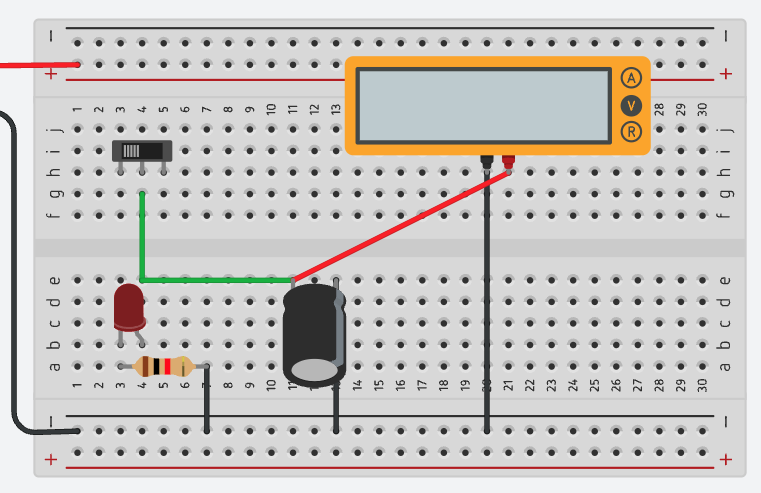 − −
+ +
1 2 3 4 5 6 7 8 9 10 11 12 13 28 29 30
A
V
R
j j
i i
h h
g g
f f
e e
d d
c c
b b
a a
1 2 3 4 5 6 7 8 9 10 11 12 13 14 15 16 17 18 19 20 21 22 23 24 25 26 27 28 29 30
− −
+ +